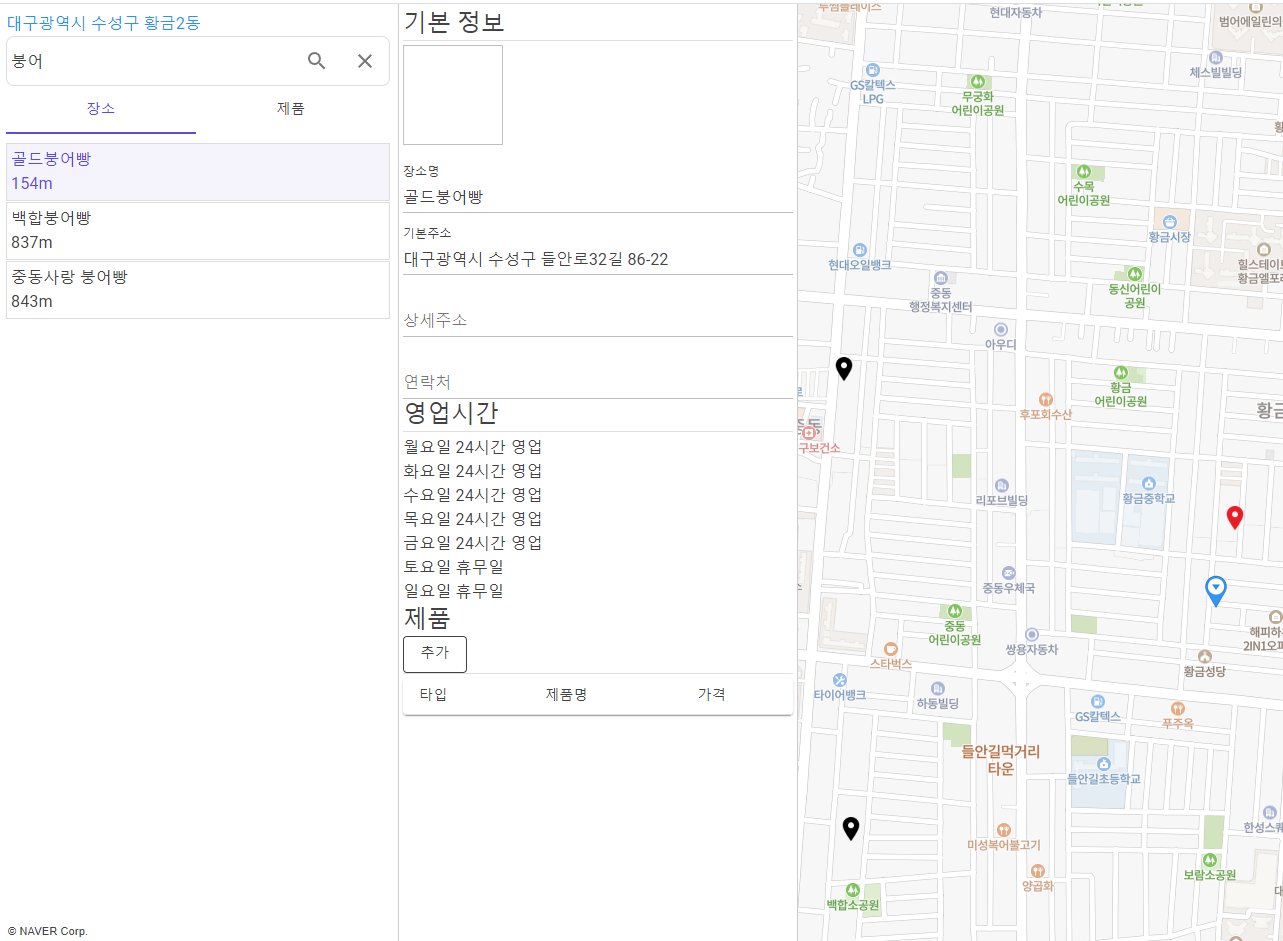 대구광역시 수성구 황금2동
붕어
장소
제품
골드붕어빵
154m
백합붕어빵
837m
중동사랑 붕어빵
843m
© NAVER Corp.
기본 정보
장소명
골드붕어빵
기본주소
대구광역시 수성구 들안로32길 86-22
상세주소
연락처
영업시간
월요일 24시간 영업
화요일 24시간 영업
수요일 24시간 영업
목요일 24시간 영업
금요일 24시간 영업
토요일 휴무일
일요일 휴무일
제품
추가
타입 제품명 가격
투썸플레이스
현대자동차
범어에일린의
체스빌빌딩
GS칼텍스
LPG
무궁화
어린이공원
황
수목
어린이공원
황금시장
현대오일뱅크
힐스테이트
황금엘포레
동신어린이
공원
중동
행정복지센터
아우디
황금
어린이공원
후포회수산
황금
중동
구보건소
황금중학교
리포브빌딩
중동우체국
중동
어린이공원
해피하우
2IN1오피
쌍용자동차
스타벅스
황금성당
타이어뱅크
하동빌딩
GS칼텍스
푸주옥
들안길먹거리
타운
들안길초등학교
한성스퀘
미성복어불고기
보람소공원
양곱화
백합소공원
대